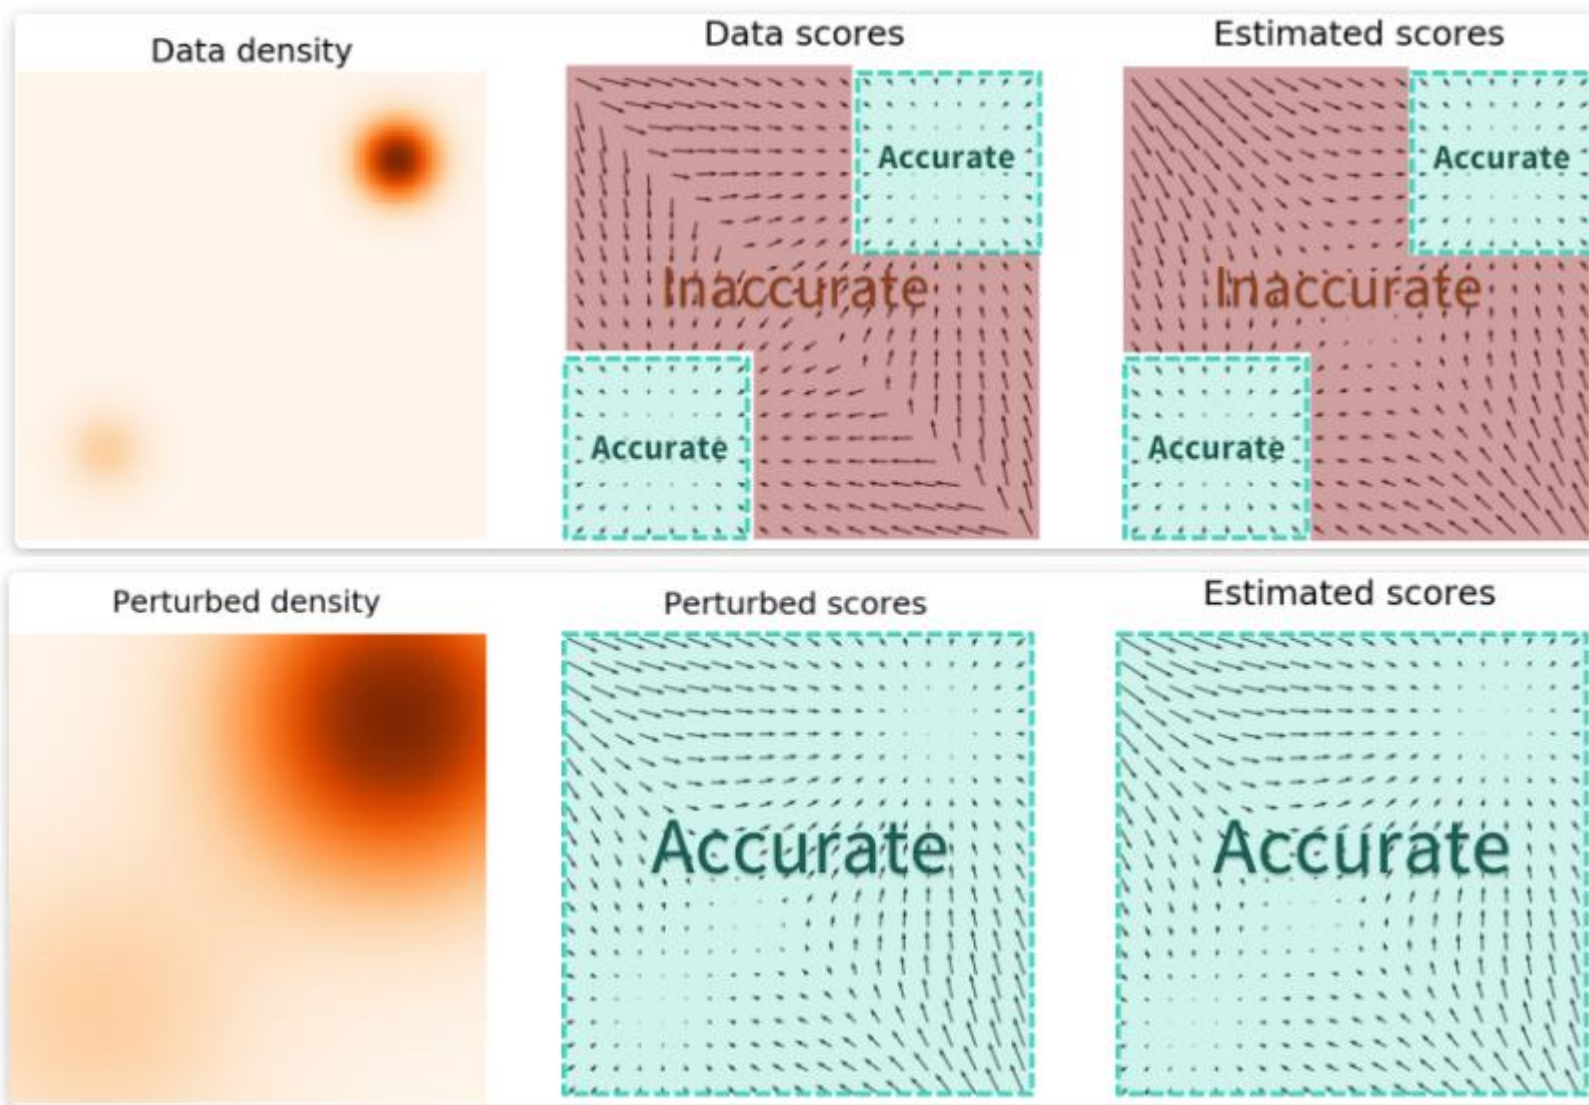 Data density
Data scores
Estimated scores
Accurate
Accurate
Inaccurate
Inaccurate
Accurate
Accurate
Perturbed density
Perturbed scores
Estimated scores
Accurate
Accurate